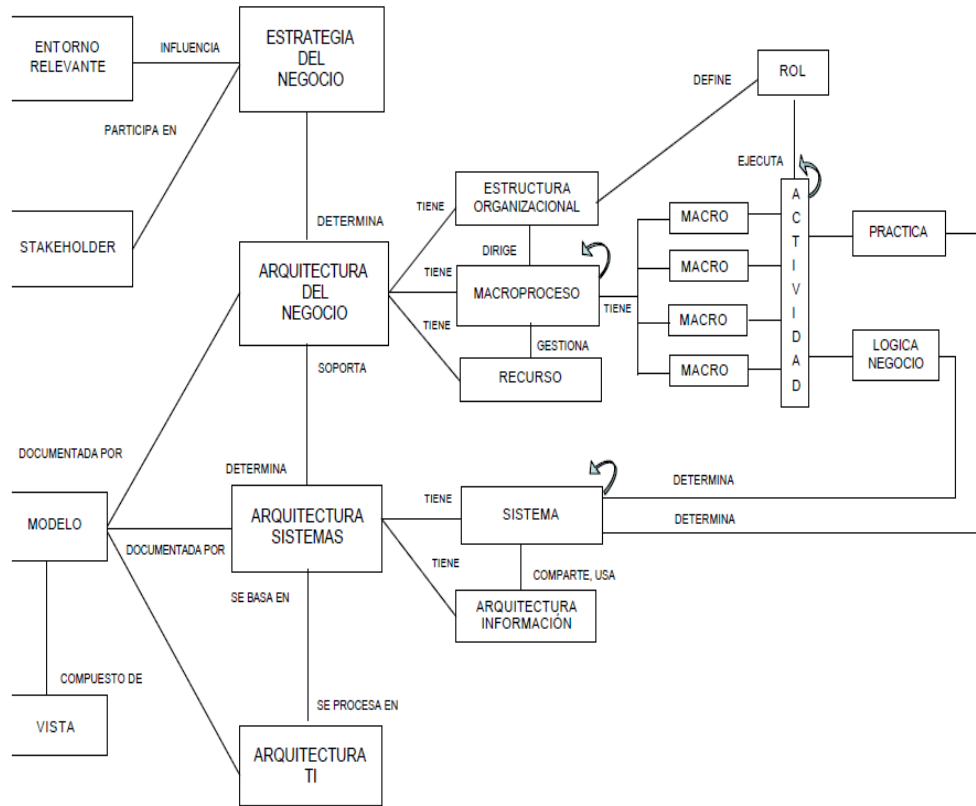 ENTORNO
RELEVANTE
INFLUENCIA
ESTRATEGIA
DEL
NEGOCIO
PARTICIPA EN
STAKEHOLDER
DETERMINA
ARQUITECTURA
DEL
NEGOCIO
SOPORTA
TIENE
TIENE
TIENE
ESTRUCTURA
ORGANIZACIONAL
DIRIGE
MACROPROCESO
GESTIONA
RECURSO
DEFINE
ROL
EJECUTA
TIENE
MACRO
MACRO
MACRO
MACRO
A
C
T
I
V
I
D
A
D
PRACTICA
LOGICA
NEGOCIO
DOCUMENTADA POR
DETERMINA
MODELO
DOCUMENTADA POR
ARQUITECTURA
SISTEMAS
TIENE
TIENE
SISTEMA
DETERMINA
DETERMINA
COMPARTE, USA
ARQUITECTURA
INFORMACIÓN
SE BASA EN
COMPUESTO DE
VISTA
SE PROCESA EN
ARQUITECTURA
TI